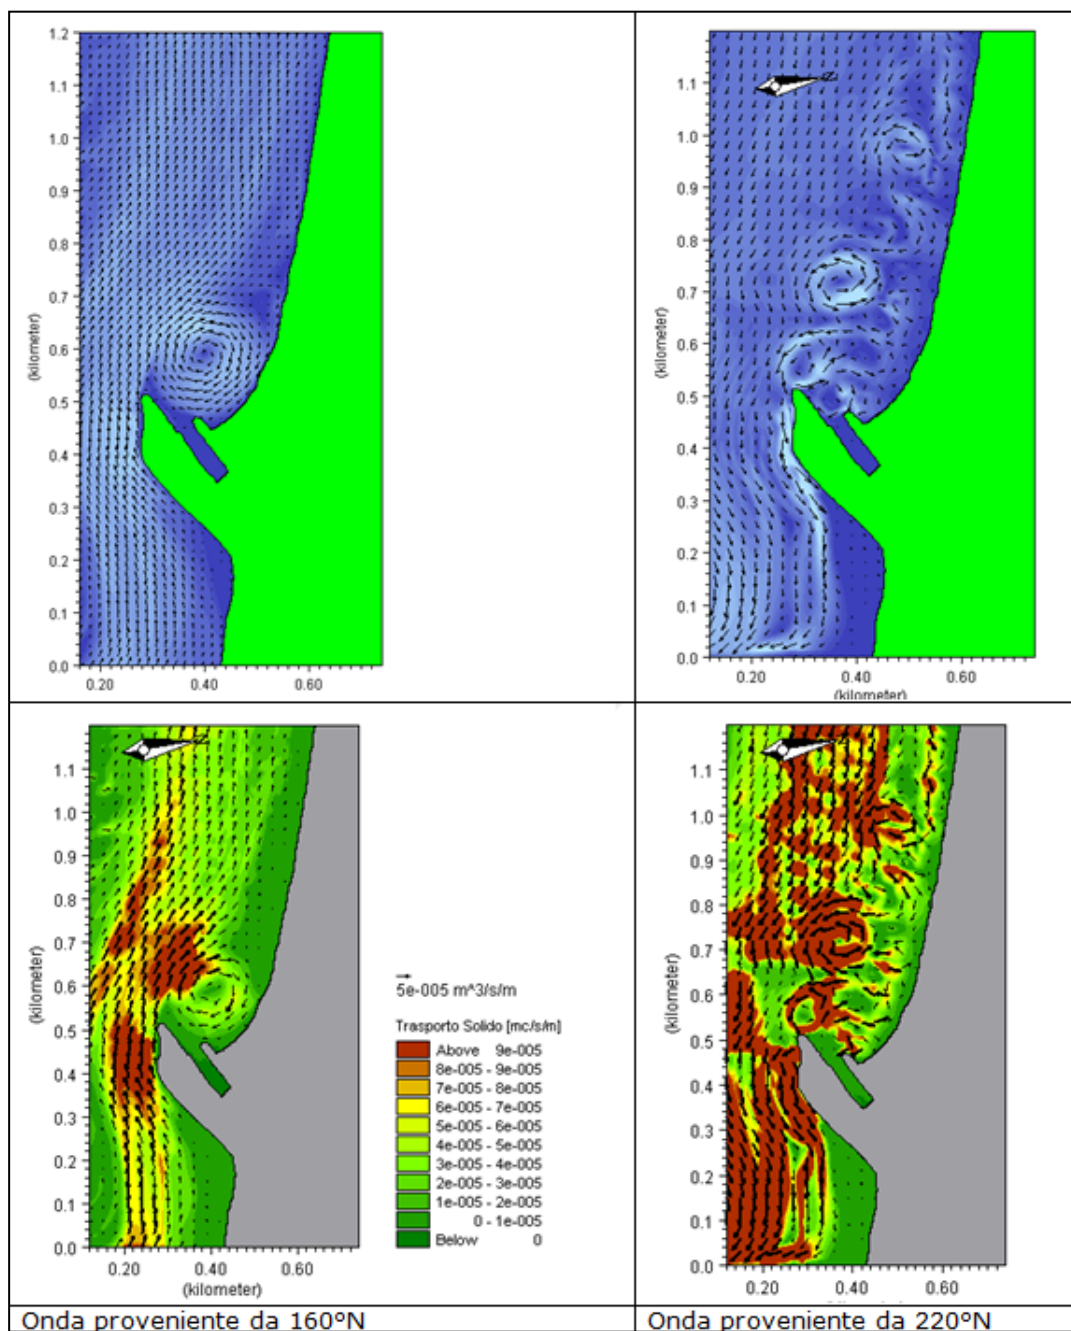 1.2
1.1
1.0
0.9
0.8
0.7
0.6
0.5
0.4
0.3
0.2
0.1
0.0
(kilometer)
0.20 0.40 0.60
1.1
1.0
0.9
0.8
0.7
0.6
0.5
0.4
0.3
0.2
0.1
0.0
(kilometer)
0.20 0.40 0.60
(kilometer)
1.1
1.0
0.9
0.8
0.7
0.6
0.5
0.4
0.3
0.2
0.1
0.0
(kilometer)
0.20 0.40 0.60
(kilometer)
5e-005 m^3/s/m
Trasporto Solido [mc/s/m]
Above 9e-005
8e-005 - 9e-005
7e-005 - 8e-005
6e-005 - 7e-005
5e-005 - 6e-005
4e-005 - 5e-005
3e-005 - 4e-005
2e-005 - 3e-005
1e-005 - 2e-005
0 - 1e-005
Below 0
1.1
1.0
0.9
0.8
0.7
0.6
0.5
0.4
0.3
0.2
0.1
0.0
(kilometer)
0.20 0.40 0.60
Onda proveniente da 160°N
Onda proveniente da 220°N